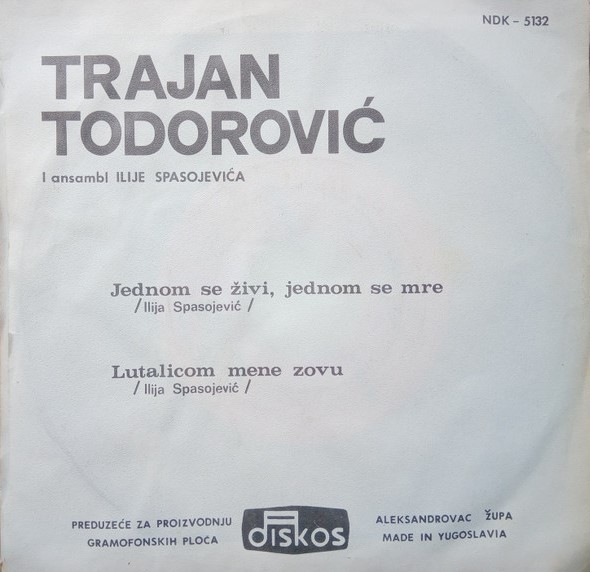 NDK - 5132
TRAJAN
TODOROVIĆ
I ansambl ILIJE SPASOJEVIĆA
Jednom se živi, jednom se mre
/Ilija Spasojević/
Lutalicom mene zovu
/Ilija Spasojević/
PREDUZEĆE ZA PROIZVODNJU
GRAMOFONSKIH PLOČA
diskos
ALEKSANDROVAC ŽUPA
MADE IN YUGOSLAVIA